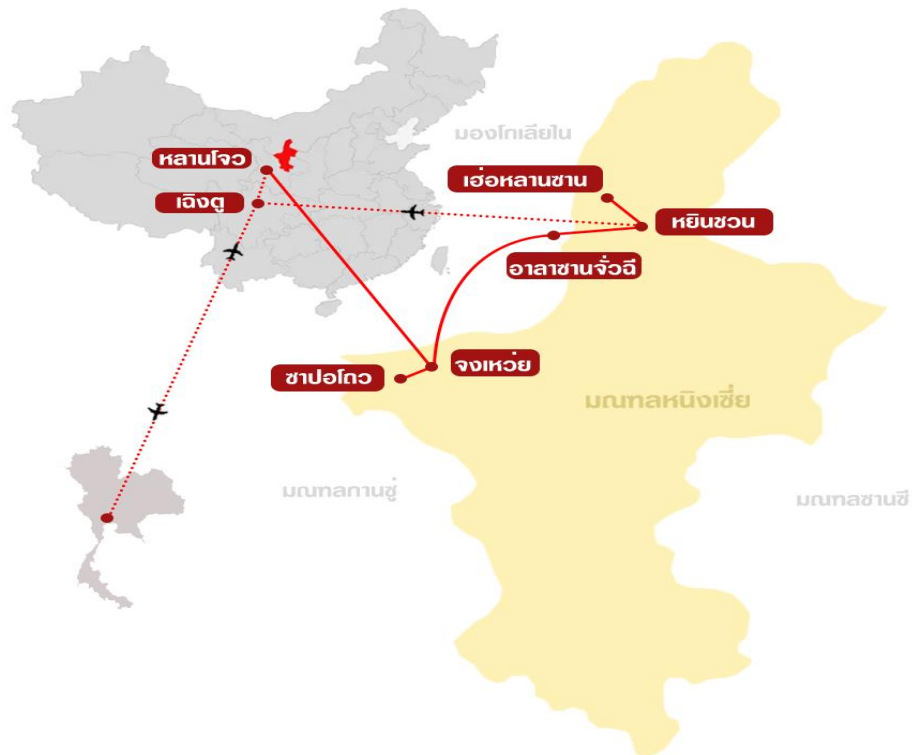 มองโกเลียใน
หลานโจว
เฮ่อหลานซาน
เฉิงตู
หยินชวน
อาลาซานจั่วฉี
จงเหว่ย
ซาปอโถว
มณฑลหนิงเซี่ย
มณฑลกานซู่
มณฑลซานซี